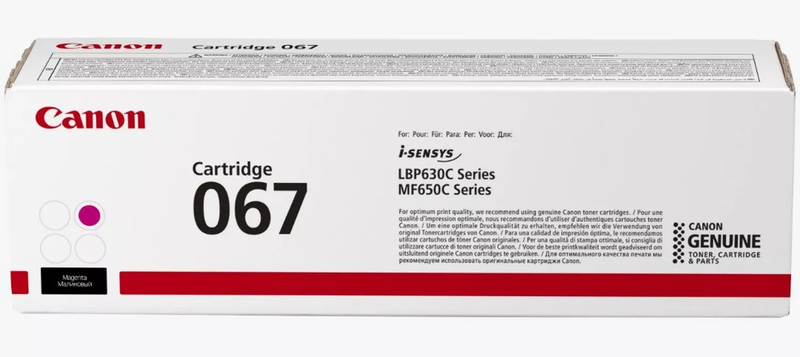 Canon
Cartridge 067
Canon
Cartridge
067
Magenta
Малиновый
For: Pour: Für: Para: Per: Voor: Для:
i-SENSYS
LBP630C Series
MF650C Series
For optimum print quality, we recommend using genuine Canon toner cartridges. / Pour une
qualité d'impression optimale, nous recommandons d'utiliser d'authentiques cartouches toner
Canon. / Um eine optimale Druckqualität zu erhalten, empfehlen wir die Verwendung von
original Tonercartridges von Canon. / Para una calidad de impresión óptima, le recomendamos
utilizar cartuchos de tóner Canon originales. / Per una qualità di stampa ottimale, si consiglia di
utilizzare cartucce di toner Canon originali. / Voor de beste printkwaliteit wordt geadviseerd om
uitsluitend originele Canon cartridges te gebruiken. / Для оптимального качества печати мы
рекомендуем использовать оригинальные картриджи Canon.
CANON
GENUINE
TONER, CARTRIDGE
& PARTS